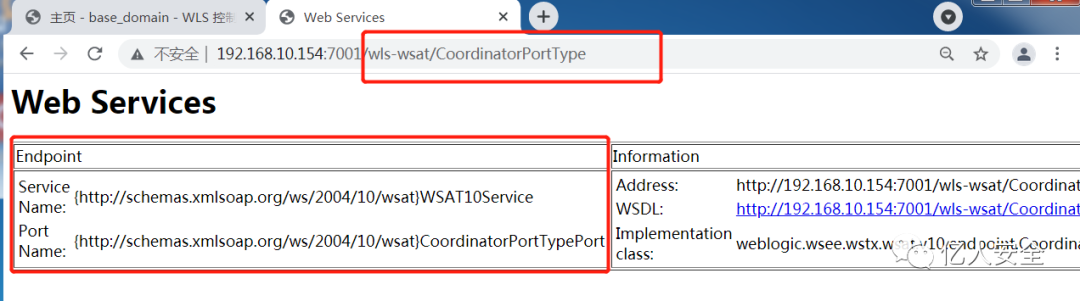 主页 - base_domain - WLS 控制
Web Services
不安全 | 192.168.10.154:7001/wls-wsat/CoordinatorPortType
Web Services
Endpoint
Information
Service Name:
{http://schemas.xmlsoap.org/ws/2004/10/wsat}WSAT10Service
Port Name:
{http://schemas.xmlsoap.org/ws/2004/10/wsat}CoordinatorPortTypePort
Address:
http://192.168.10.154:7001/wls-wsat/Coordinat
WSDL:
http://192.168.10.154:7001/wls-wsat/Coordinat
Implementation class:
weblogic.wsee.wstx.wsat.v10.endpoint.Coordina
亿人安全